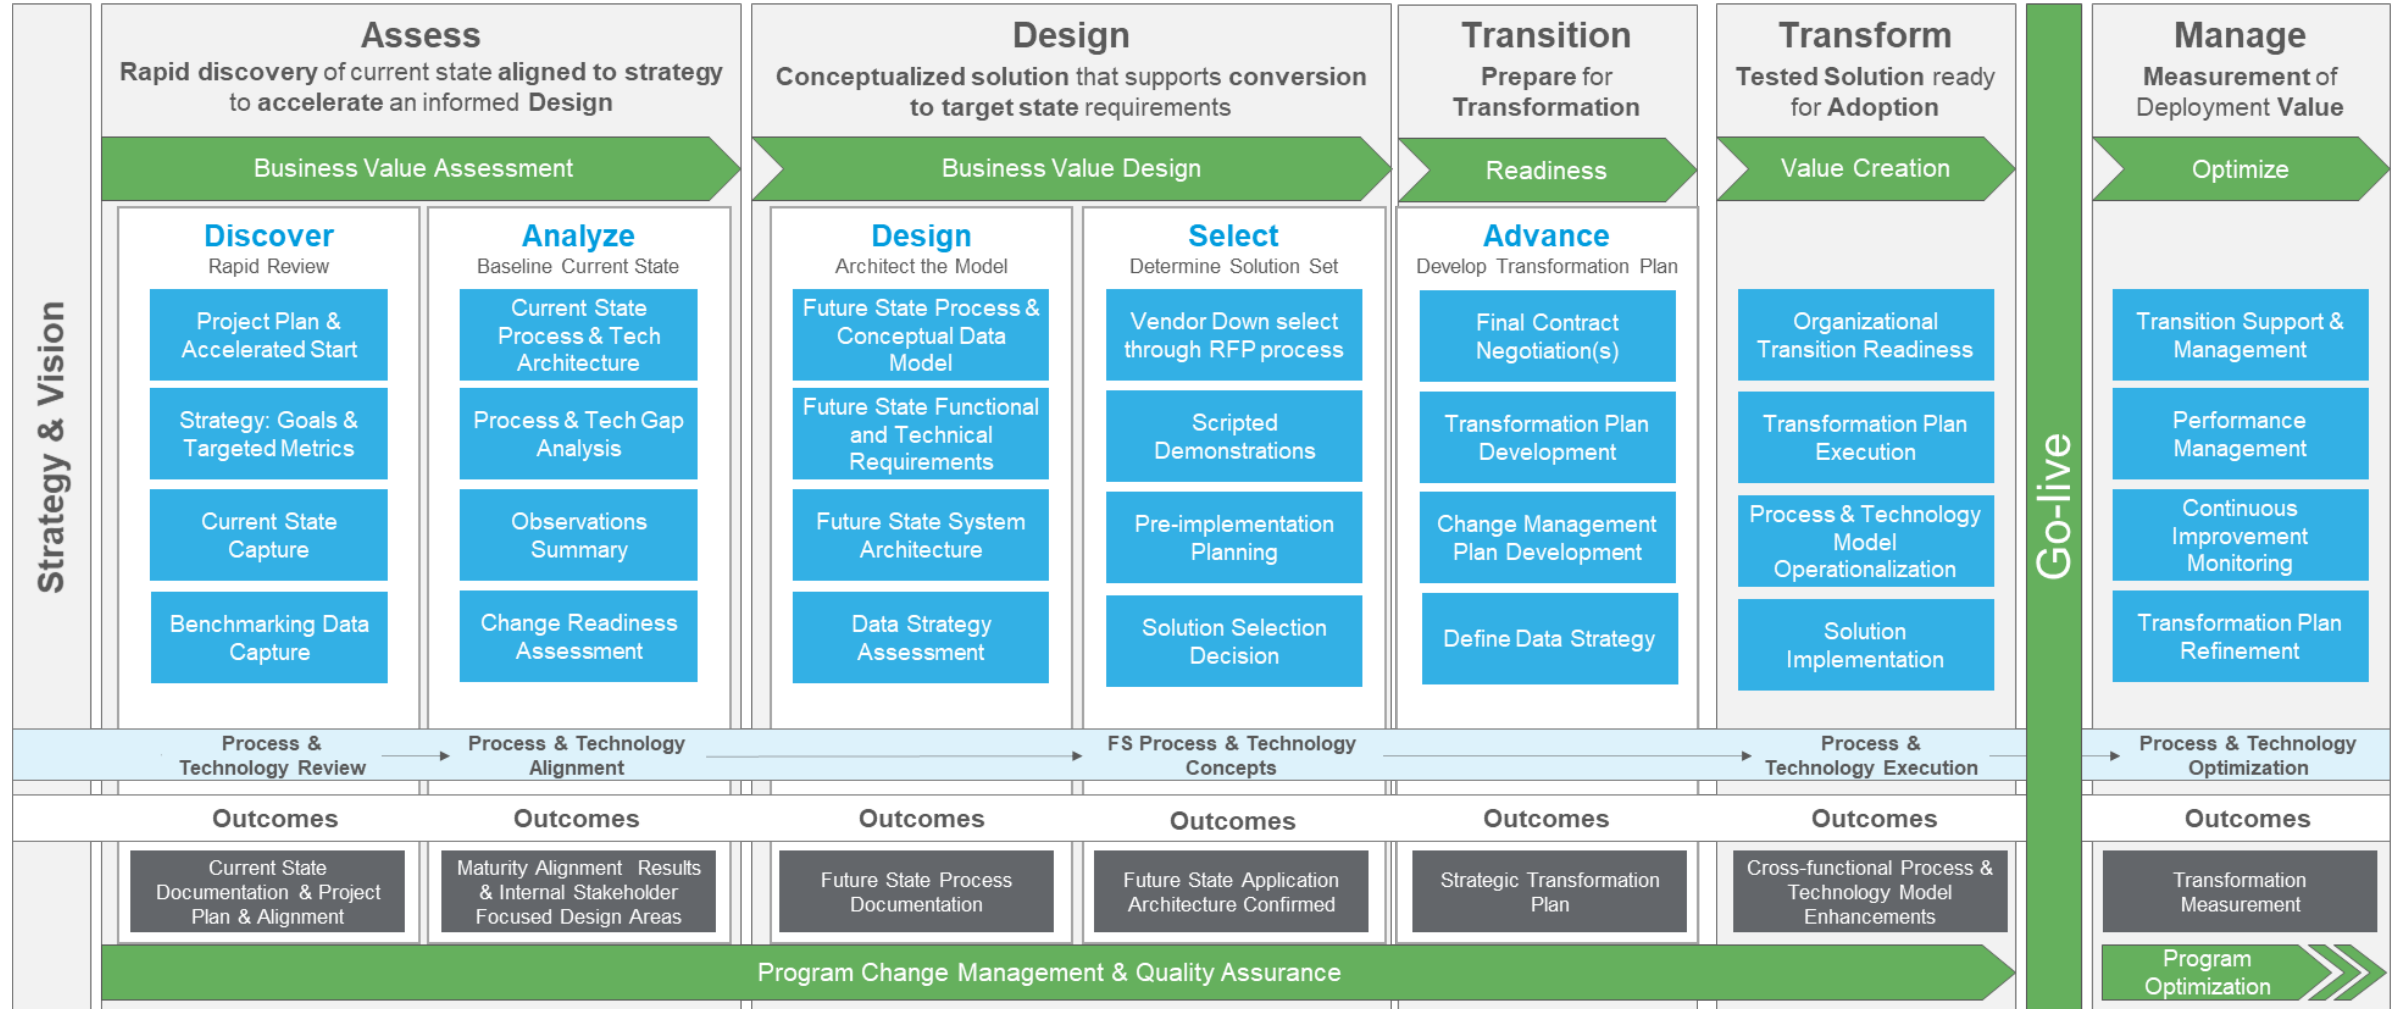 Strategy & Vision
Assess
Rapid discovery of current state aligned to strategy
to accelerate an informed Design
Business Value Assessment
Discover
Rapid Review
Project Plan &
Accelerated Start
Strategy: Goals &
Targeted Metrics
Current State
Capture
Benchmarking Data
Capture
Analyze
Baseline Current State
Current State
Process & Tech
Architecture
Process & Tech Gap
Analysis
Observations
Summary
Change Readiness
Assessment
Design
Conceptualized solution that supports conversion
to target state requirements
Business Value Design
Design
Architect the Model
Future State Process &
Conceptual Data
Model
Future State Functional
and Technical
Requirements
Future State System
Architecture
Data Strategy
Assessment
Select
Determine Solution Set
Vendor Down select
through RFP process
Scripted
Demonstrations
Pre-implementation
Planning
Solution Selection
Decision
Transition
Prepare for
Transformation
Readiness
Advance
Develop Transformation Plan
Final Contract
Negotiation(s)
Transformation Plan
Development
Change Management
Plan Development
Define Data Strategy
Transform
Tested Solution ready
for Adoption
Value Creation
Organizational
Transition Readiness
Transformation Plan
Execution
Process & Technology
Model
Operationalization
Solution
Implementation
Go-live
Manage
Measurement of
Deployment Value
Optimize
Transition Support &
Management
Performance
Management
Continuous
Improvement
Monitoring
Transformation Plan
Refinement
Process &
Technology Review
Process & Technology
Alignment
FS Process & Technology
Concepts
Process &
Technology Execution
Process & Technology
Optimization
Outcomes
Outcomes
Outcomes
Outcomes
Outcomes
Outcomes
Outcomes
Current State
Documentation & Project
Plan & Alignment
Maturity Alignment Results
& Internal Stakeholder
Focused Design Areas
Future State Process
Documentation
Future State Application
Architecture Confirmed
Strategic Transformation
Plan
Cross-functional Process &
Technology Model
Enhancements
Transformation
Measurement
Program Change Management & Quality Assurance
Program
Optimization